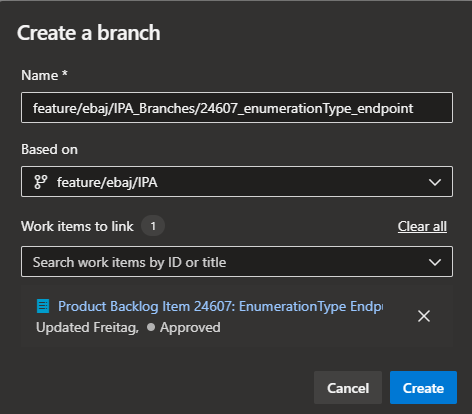 Create a branch
Name *
feature/ebaj/IPA_Branches/24607_enumerationType_endpoint
Based on
feature/ebaj/IPA
Work items to link 1 Clear all
Search work items by ID or title
Product Backlog Item 24607: EnumerationType Endp
Updated Freitag, Approved
Cancel Create